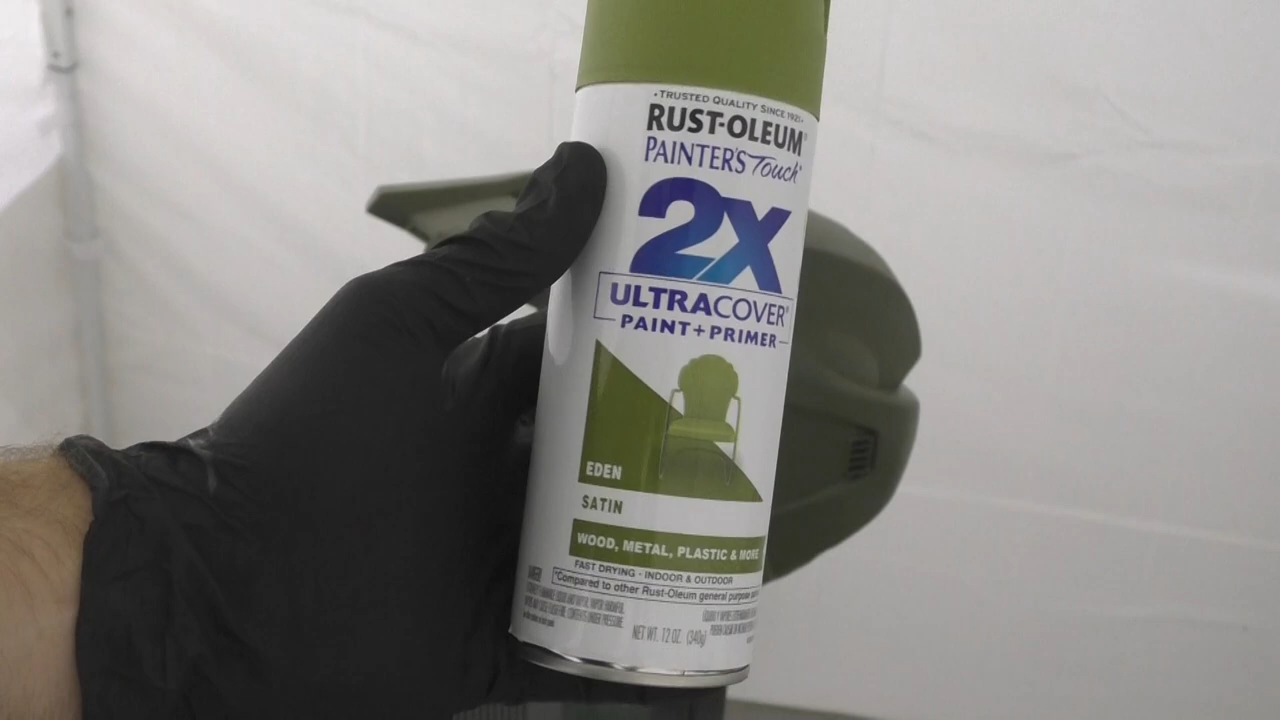 • TRUSTED QUALITY SINCE 1921 •
RUST-OLEUM®
PAINTER'S Touch®
2X
ULTRACOVER®
PAINT+PRIMER
EDEN
SATIN
WOOD, METAL, PLASTIC & MORE
FAST DRYING · INDOOR & OUTDOOR
*Compared to other Rust-Oleum general purpose
NET WT. 12 OZ. (340g)